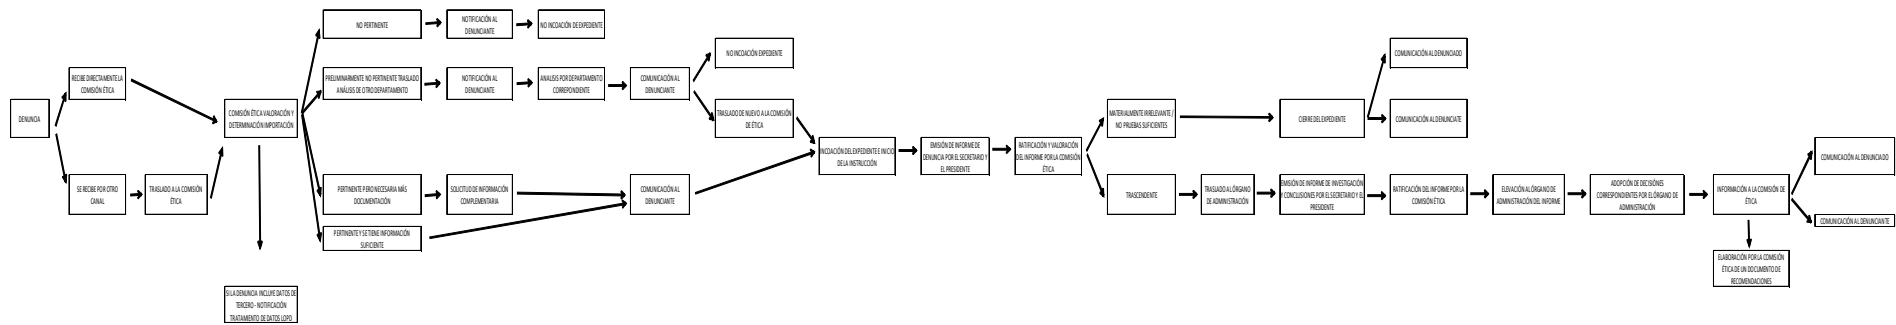 DENUNCIA
RECIBE DIRECTAMENTE LA
COMISIÓN ÉTICA
SE RECIBE POR OTRO
CANAL
TRASLADO A LA COMISIÓN
ÉTICA
COMISIÓN ÉTICA VALORACIÓN Y
DETERMINACIÓN IMPORTACIÓN
SI LA DENUNCIA INCLUYE DATOS DE
TERCERO - NOTIFICACIÓN
TRATAMIENTO DE DATOS LOPD
NO PERTINENTE
NOTIFICACIÓN AL
DENUNCIANTE
NO INCOACIÓN DE EXPEDIENTE
PRELIMINARMENTE NO PERTINENTE TRASLADO
ANÁLISIS DE OTRO DEPARTAMENTO
NOTIFICACIÓN AL
DENUNCIANTE
ANALISIS POR DEPARTAMENTO
CORREPONDIENTE
COMUNICACIÓN AL
DENUNCIANTE
NO INCOACIÓN EXPEDIENTE
TRASLADO DE NUEVO A LA COMISIÓN
DE ÉTICA
PERTINENTE PERO NECESARIA MÁS
DOCUMENTACIÓN
SOLICITUD DE INFORMACIÓN
COMPLEMENTARIA
COMUNICACIÓN AL
DENUNCIANTE
PERTINENTE Y SE TIENE INFORMACIÓN
SUFICIENTE
INCOACIÓN DEL EXPEDIENTE E INICIO
DE LA INSTRUCCIÓN
EMISIÓN DE INFORME DE
DENUNCIA POR EL SECRETARIO Y
EL PRESIDENTE
RATIFICACIÓN Y VALORACIÓN
DEL INFORME POR LA COMISIÓN
ÉTICA
MATERIALMENTE IRRELEVANTE /
NO PRUEBAS SUFICIENTES
CIERRE DEL EXPEDIENTE
COMUNICACIÓN AL DENUNCIADO
COMUNICACIÓN AL DENUNCIATE
TRASCENDENTE
TRASLADO AL ÓRGANO
DE ADMINISTRACIÓN
EMISIÓN DE INFORME DE INVESTIGACIÓN
Y CONCLUSIONES POR EL SECRETARIO Y EL
PRESIDENTE
RATIFICACIÓN DEL INFORME POR LA
COMISIÓN ÉTICA
ELEVACIÓN AL ÓRGANO DE
ADMINISTRACIÓN DEL INFORME
ADOPCIÓN DE DECISIÓNES
CORRESPONDIENTES POR EL ÓRGANO DE
ADMINISTRACIÓN
INFORMACIÓN A LA COMISIÓN DE
ÉTICA
COMUNICACIÓN AL DENUNCIADO
COMUNICACIÓN AL DENUNCIANTE
ELABORACIÓN POR LA COMISIÓN
ÉTICA DE UN DOCUMENTO DE
RECOMENDACIONES